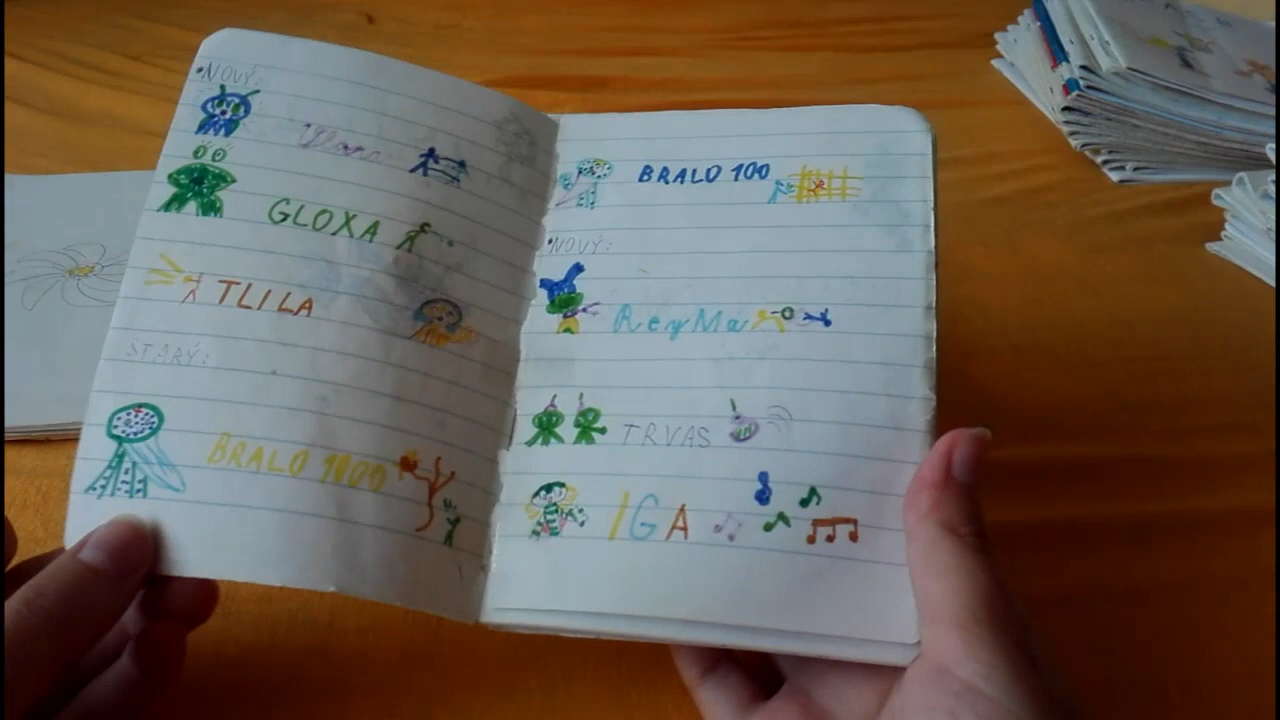 •NOVÝ:
GLOXA
TLILA
STARÝ:
BRALO 1000
BRALO 100
•NOVÝ:
ReyMa
TRVAS
IGA